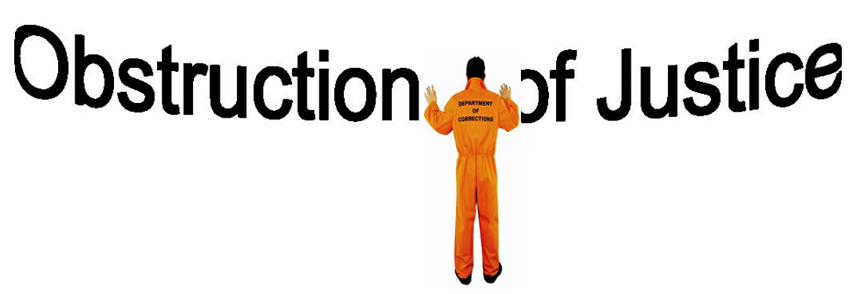 Obstruction of Justice
DEPARTMENT
OF
CORRECTIONS